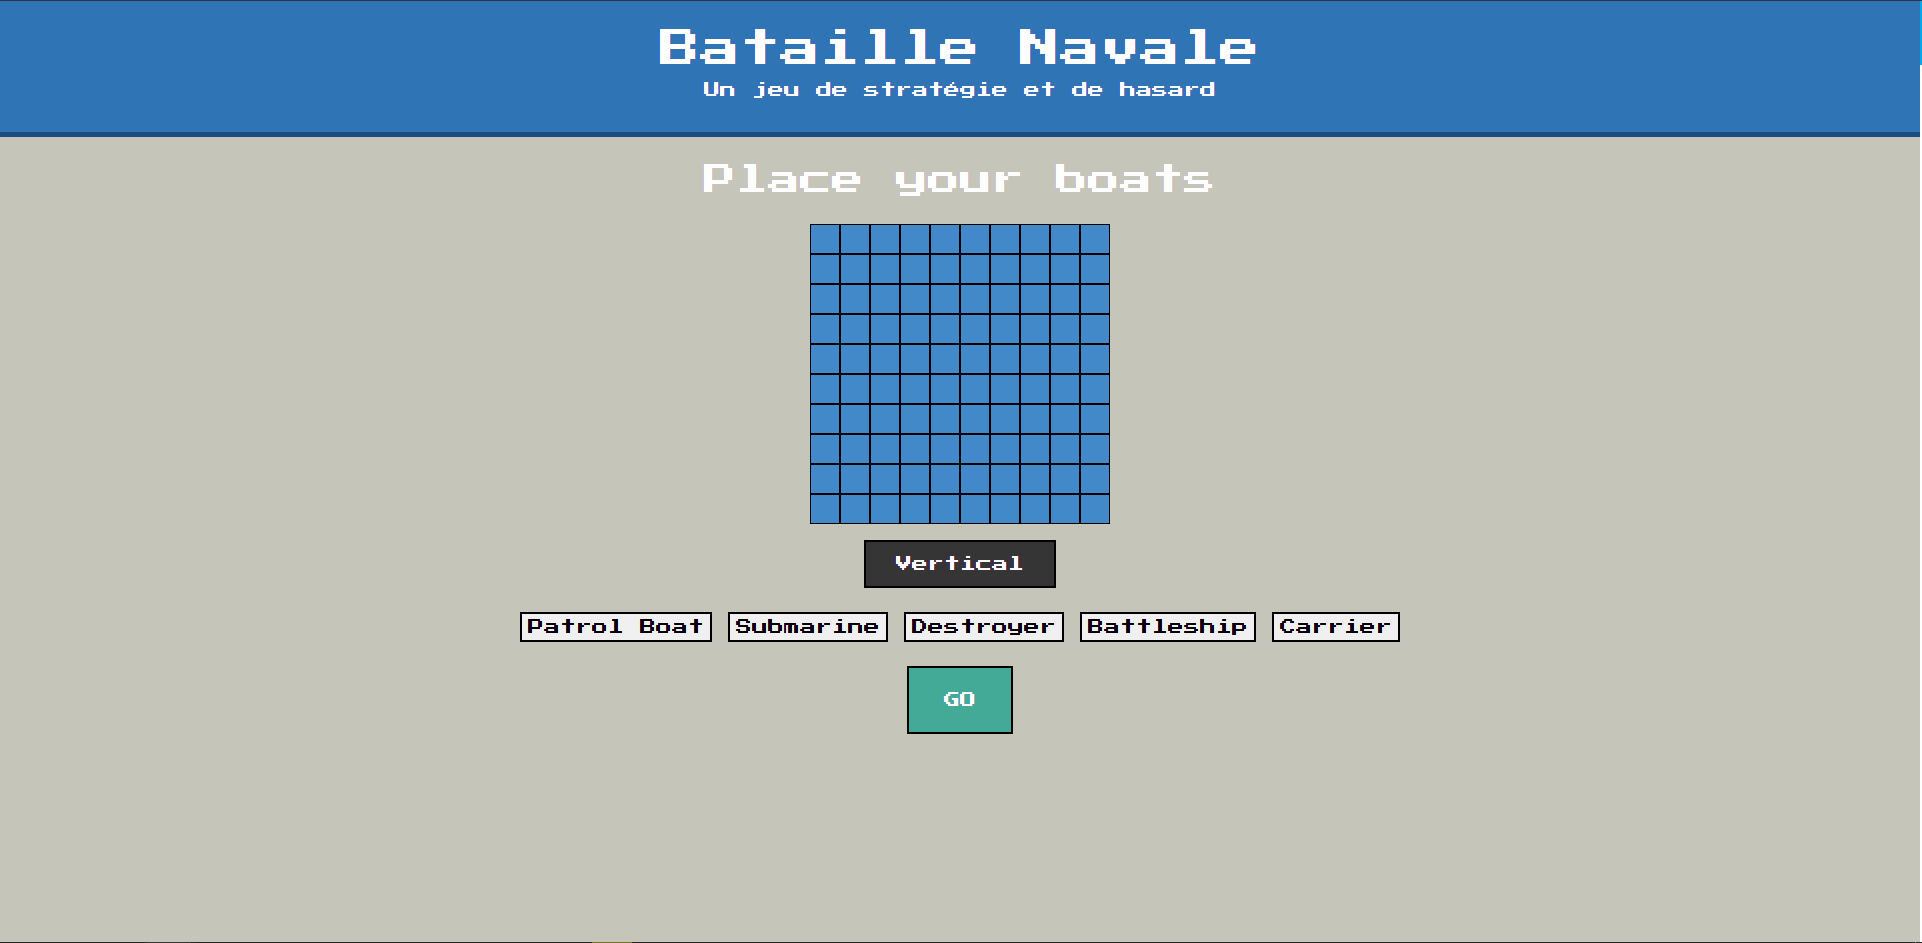 Bataille Navale
Un jeu de stratégie et de hasard
Place your boats
Vertical
Patrol Boat Submarine Destroyer Battleship Carrier
GO